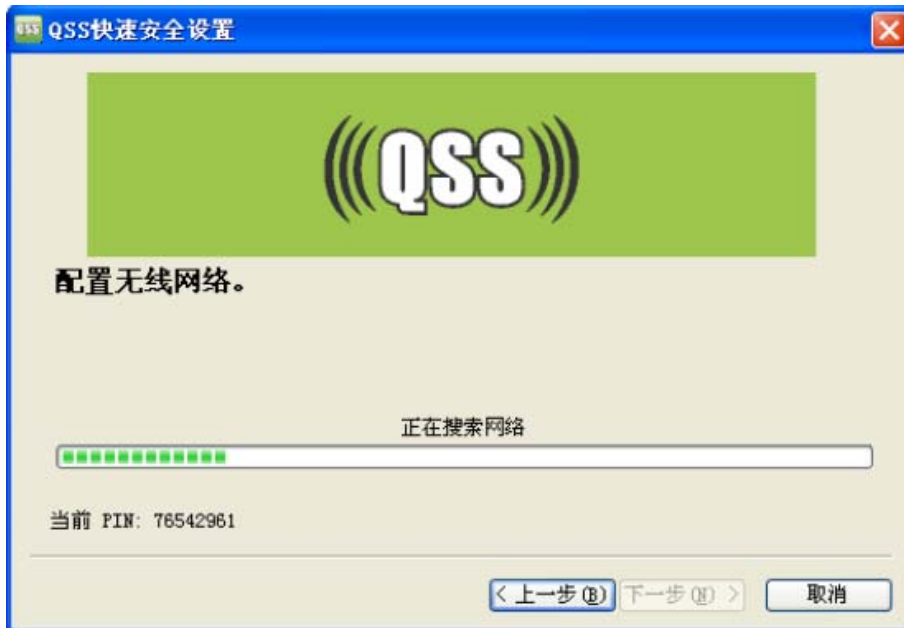 QSS QSS快速安全设置
(((QSS)))
配置无线网络。
正在搜索网络
当前 PIN: 76542961
< 上一步(B) 下一步(N) > 取消